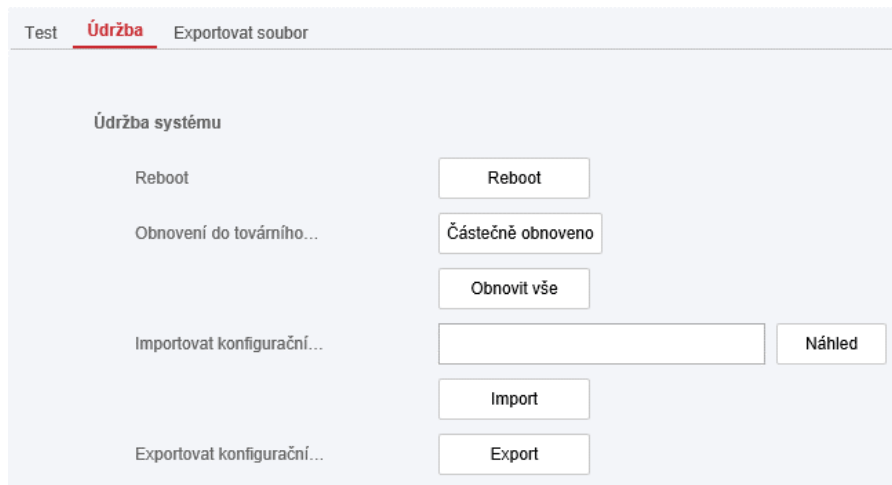 Test Údržba Exportovat soubor
Údržba systému
Reboot Reboot
Obnovení do továrního... Částečně obnoveno
Obnovit vše
Importovat konfigurační... Náhled
Import
Exportovat konfigurační... Export